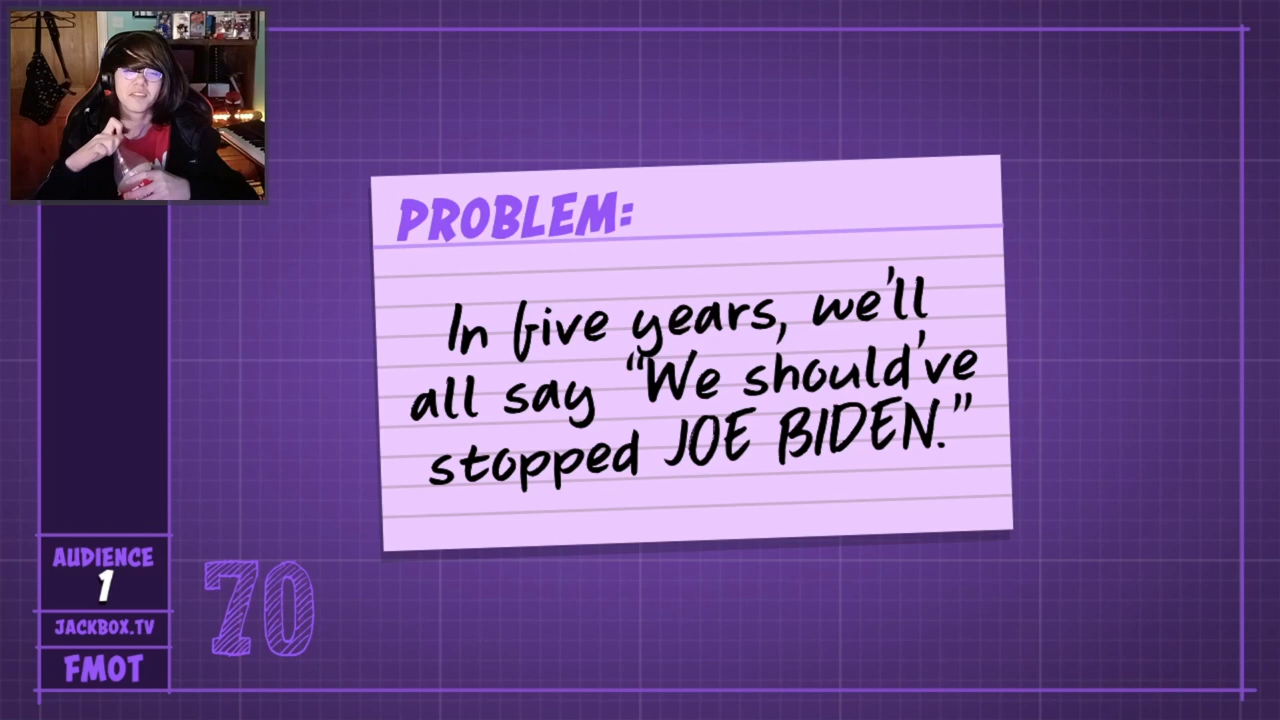 PROBLEM:
In five years, we'll
all say "We should've
stopped JOE BIDEN."
AUDIENCE
1
JACKBOX.TV
FMOT
70